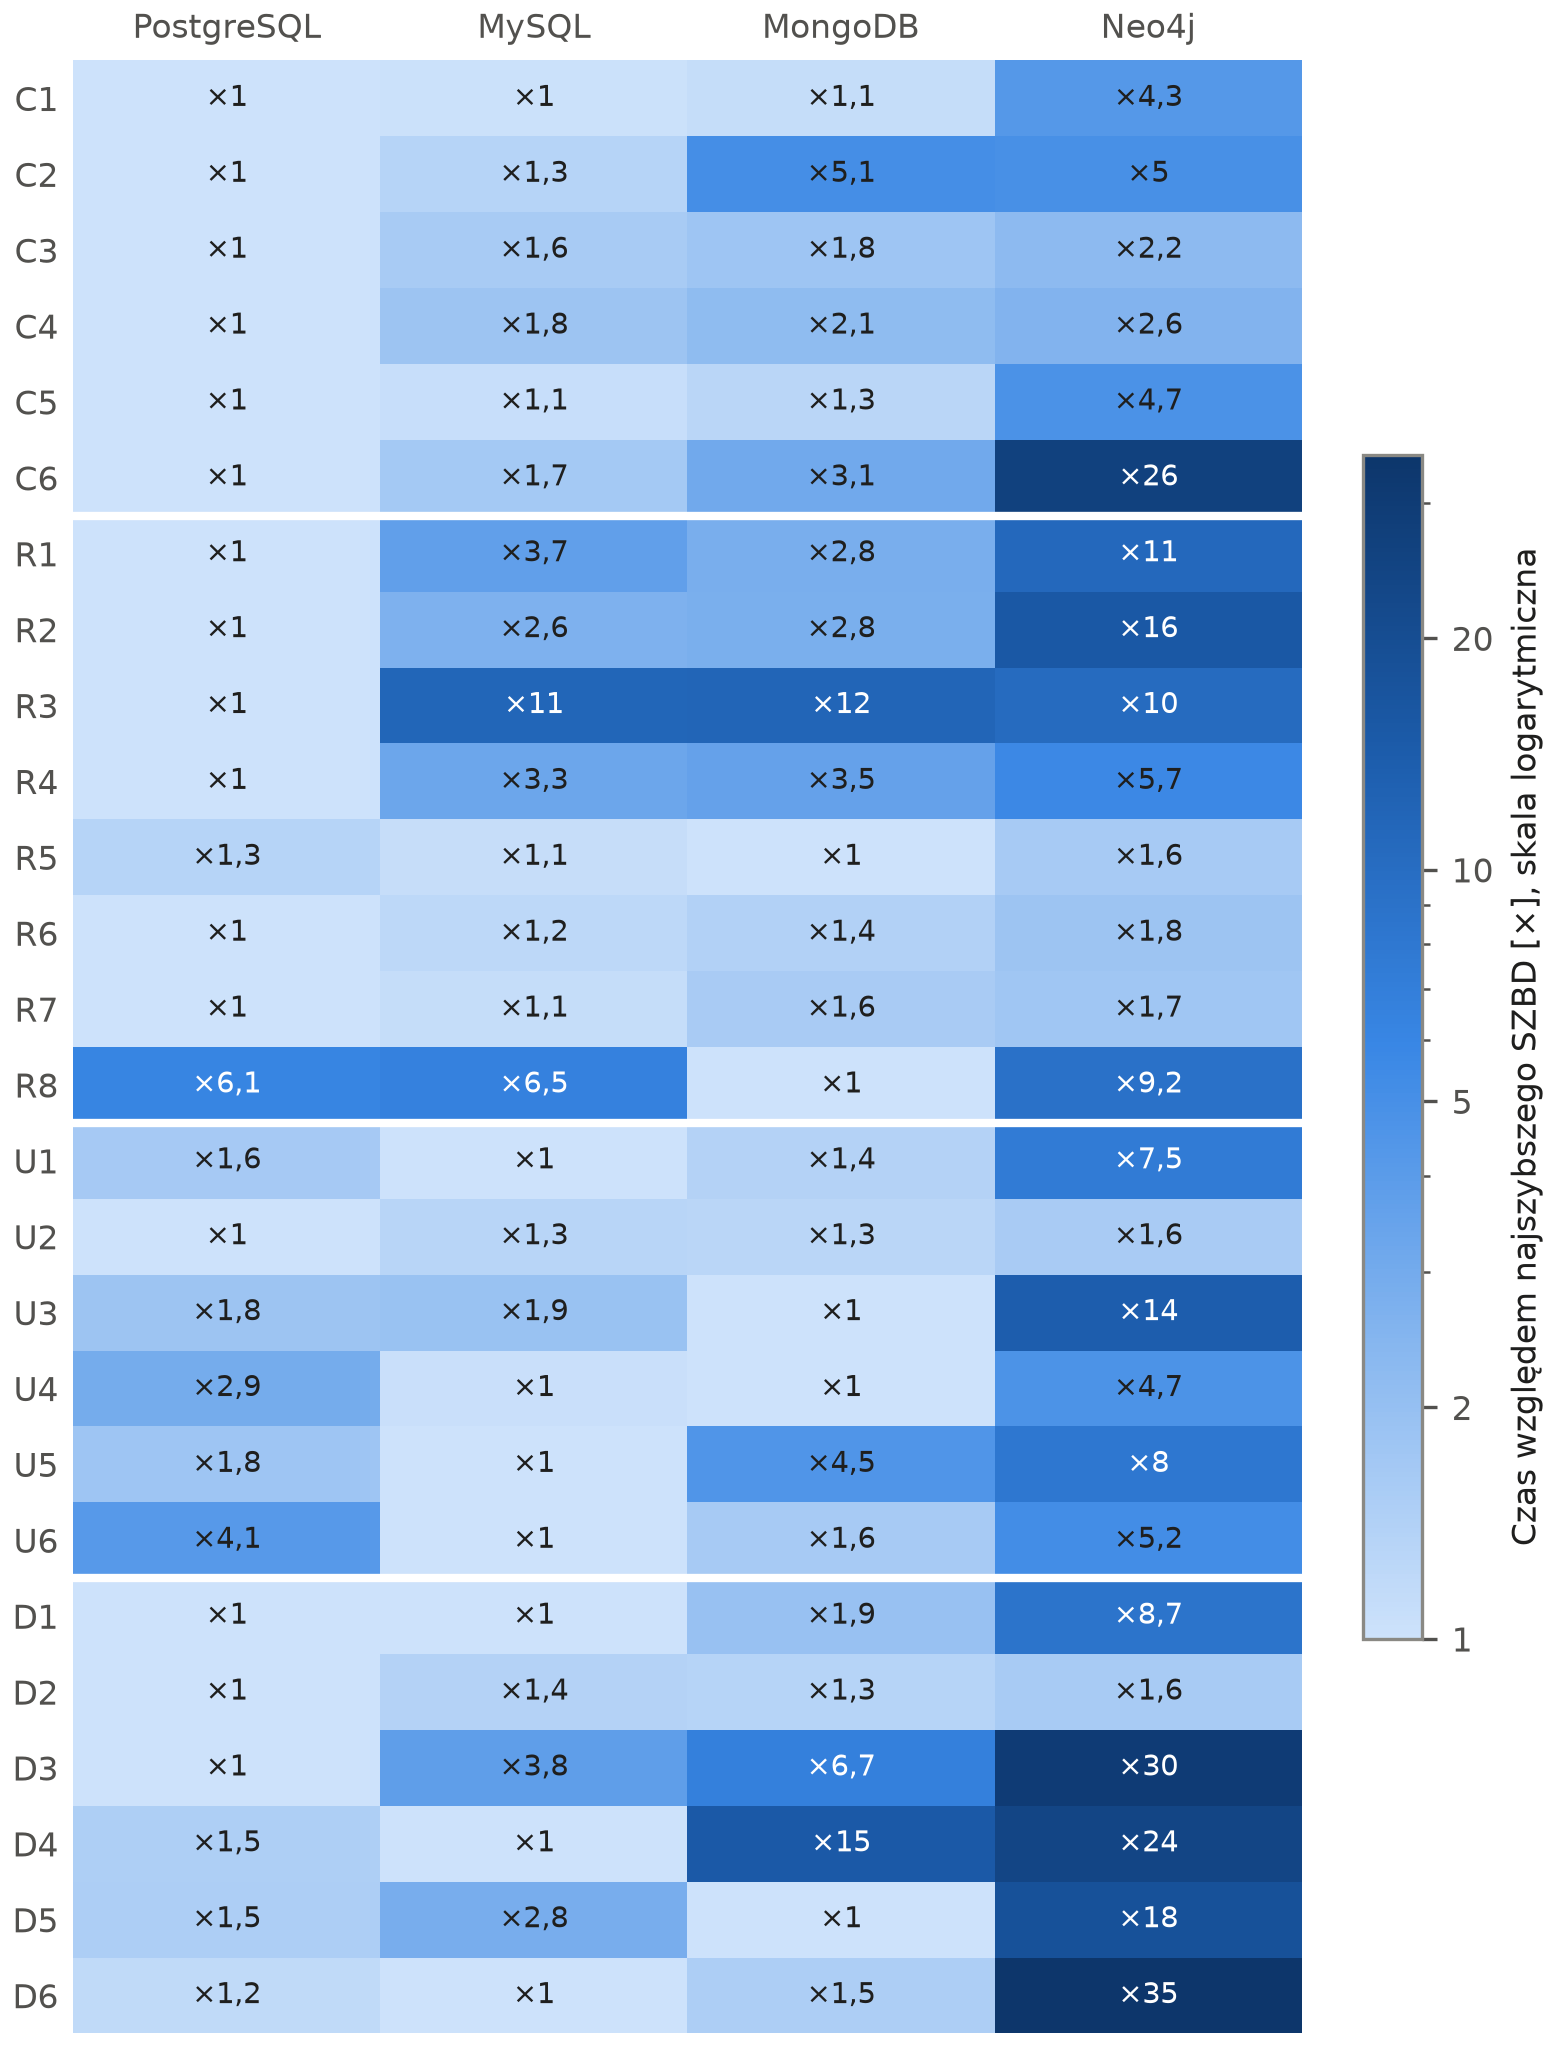 PostgreSQL MySQL MongoDB Neo4j
C1 ×1 ×1 ×1,1 ×4,3
C2 ×1 ×1,3 ×5,1 ×5
C3 ×1 ×1,6 ×1,8 ×2,2
C4 ×1 ×1,8 ×2,1 ×2,6
C5 ×1 ×1,1 ×1,3 ×4,7
C6 ×1 ×1,7 ×3,1 ×26
R1 ×1 ×3,7 ×2,8 ×11
R2 ×1 ×2,6 ×2,8 ×16
R3 ×1 ×11 ×12 ×10
R4 ×1 ×3,3 ×3,5 ×5,7
R5 ×1,3 ×1,1 ×1 ×1,6
R6 ×1 ×1,2 ×1,4 ×1,8
R7 ×1 ×1,1 ×1,6 ×1,7
R8 ×6,1 ×6,5 ×1 ×9,2
U1 ×1,6 ×1 ×1,4 ×7,5
U2 ×1 ×1,3 ×1,3 ×1,6
U3 ×1,8 ×1,9 ×1 ×14
U4 ×2,9 ×1 ×1 ×4,7
U5 ×1,8 ×1 ×4,5 ×8
U6 ×4,1 ×1 ×1,6 ×5,2
D1 ×1 ×1 ×1,9 ×8,7
D2 ×1 ×1,4 ×1,3 ×1,6
D3 ×1 ×3,8 ×6,7 ×30
D4 ×1,5 ×1 ×15 ×24
D5 ×1,5 ×2,8 ×1 ×18
D6 ×1,2 ×1 ×1,5 ×35
20
10
5
2
1
Czas względem najszybszego SZBD [×], skala logarytmiczna